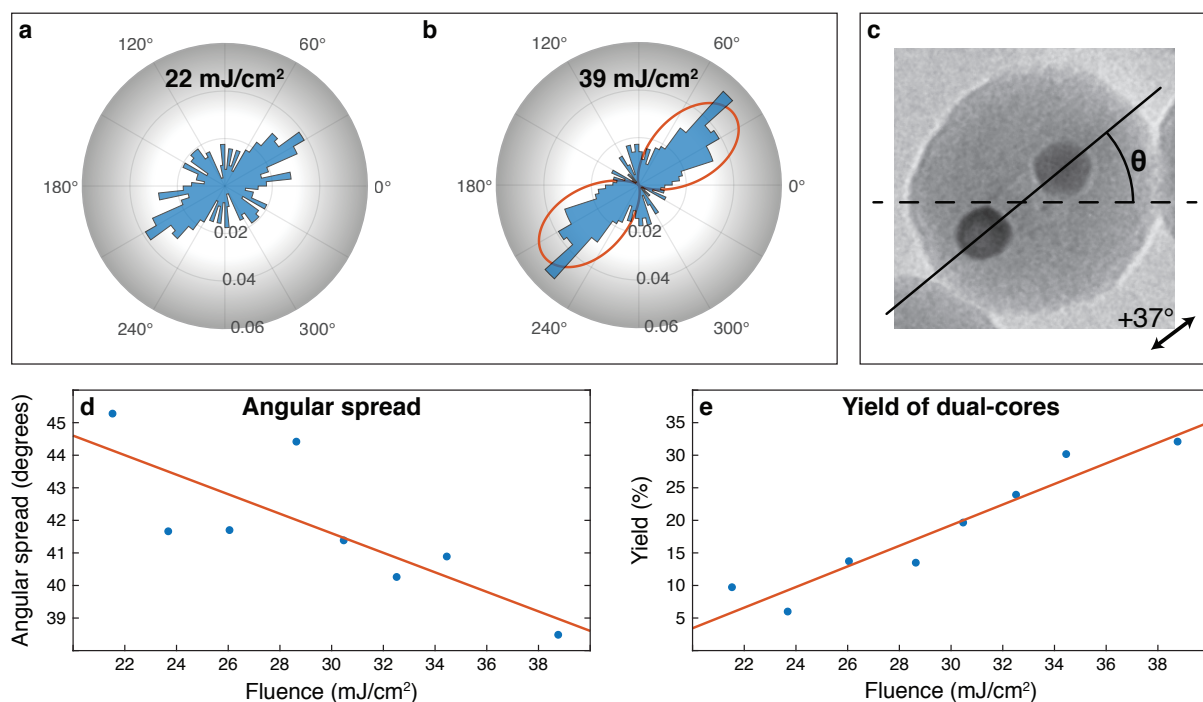 a
120°
60°
22 mJ/cm²
180°
0°
0.02
0.04
0.06
240°
300°
b
120°
60°
39 mJ/cm²
180°
0°
0.02
0.04
0.06
240°
300°
c
θ
+37°
d
Angular spread
Angular spread (degrees)
45
44
43
42
41
40
39
22 24 26 28 30 32 34 36 38
Fluence (mJ/cm²)
e
Yield of dual-cores
Yield (%)
35
30
25
20
15
10
5
22 24 26 28 30 32 34 36 38
Fluence (mJ/cm²)